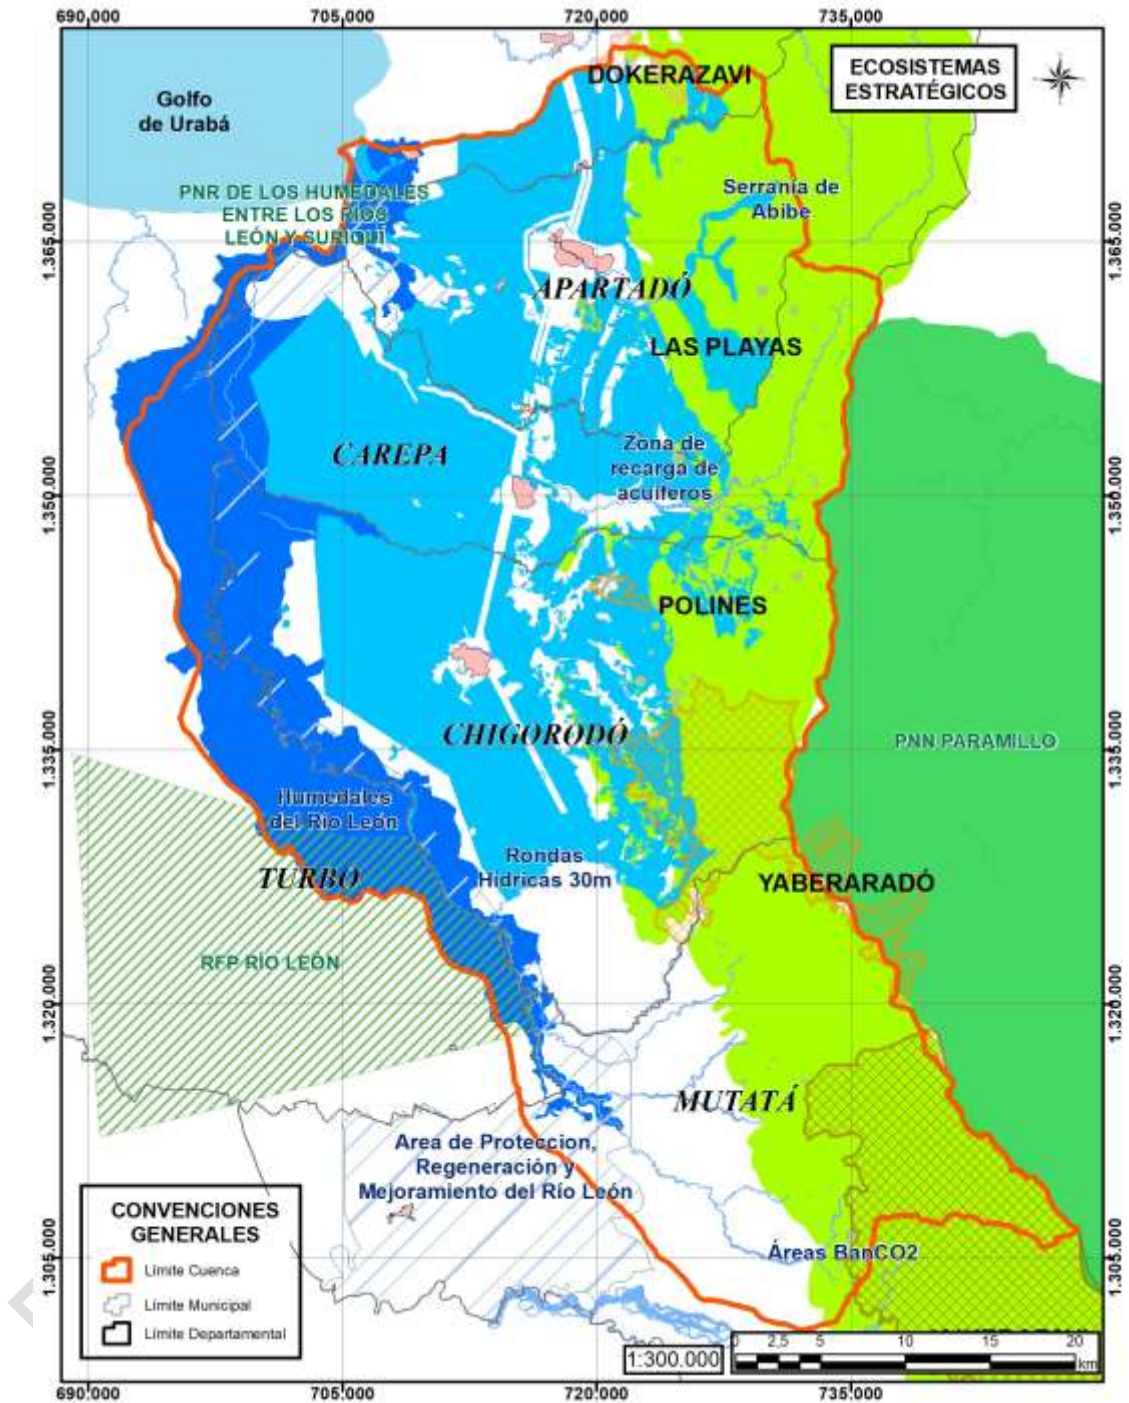 690.000
705.000
720.000
735.000
ECOSISTEMAS
ESTRATÉGICOS
DOKERAZAVI
Golfo
de Urabá
PNR DE LOS HUMEDALES
ENTRE LOS RÍOS
LEÓN Y SURIQUÍ
Serranía de
Abibe
1.365.000
1.365.000
APARTADÓ
LAS PLAYAS
CAREPA
Zona de
recarga de
acuíferos
1.350.000
1.350.000
POLINES
CHIGORODÓ
PNN PARAMILLO
1.335.000
1.335.000
Humedales
del Río León
Rondas
Hídricas 30m
TURBO
YABERARADÓ
RFP RÍO LEÓN
1.320.000
1.320.000
MUTATÁ
Area de Proteccion,
Regeneración y
Mejoramiento del Río León
Áreas BanCO2
1.305.000
1.305.000
CONVENCIONES
GENERALES
Límite Cuenca
Límite Municipal
Límite Departamental
1:300.000
0 2,5 5 10 15 20
km
690.000
705.000
720.000
735.000